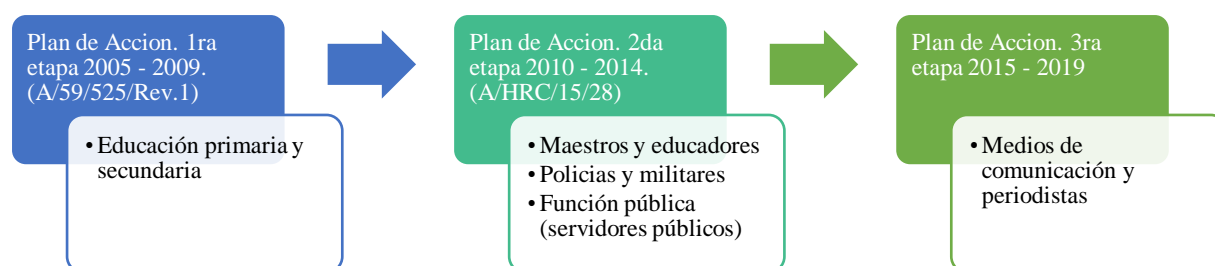 Plan de Accion. 1ra
etapa 2005 - 2009.
(A/59/525/Rev.1)
• Educación primaria y
secundaria
Plan de Accion. 2da
etapa 2010 - 2014.
(A/HRC/15/28)
• Maestros y educadores
• Policias y militares
• Función pública
(servidores públicos)
Plan de Accion. 3ra
etapa 2015 - 2019
• Medios de
comunicación y
periodistas